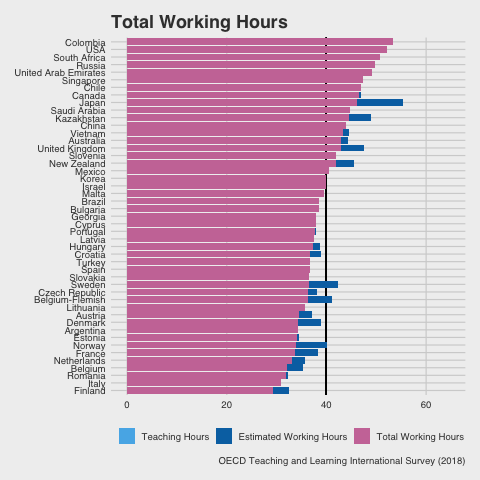 Total Working Hours
Colombia
USA
South Africa
Russia
United Arab Emirates
Singapore
Chile
Canada
Japan
Saudi Arabia
Kazakhstan
China
Vietnam
Australia
United Kingdom
Slovenia
New Zealand
Mexico
Korea
Israel
Malta
Brazil
Bulgaria
Georgia
Cyprus
Portugal
Latvia
Hungary
Croatia
Turkey
Spain
Slovakia
Sweden
Czech Republic
Belgium-Flemish
Lithuania
Austria
Denmark
Argentina
Estonia
Norway
France
Netherlands
Belgium
Romania
Italy
Finland
0 20 40 60
Teaching Hours Estimated Working Hours Total Working Hours
OECD Teaching and Learning International Survey (2018)